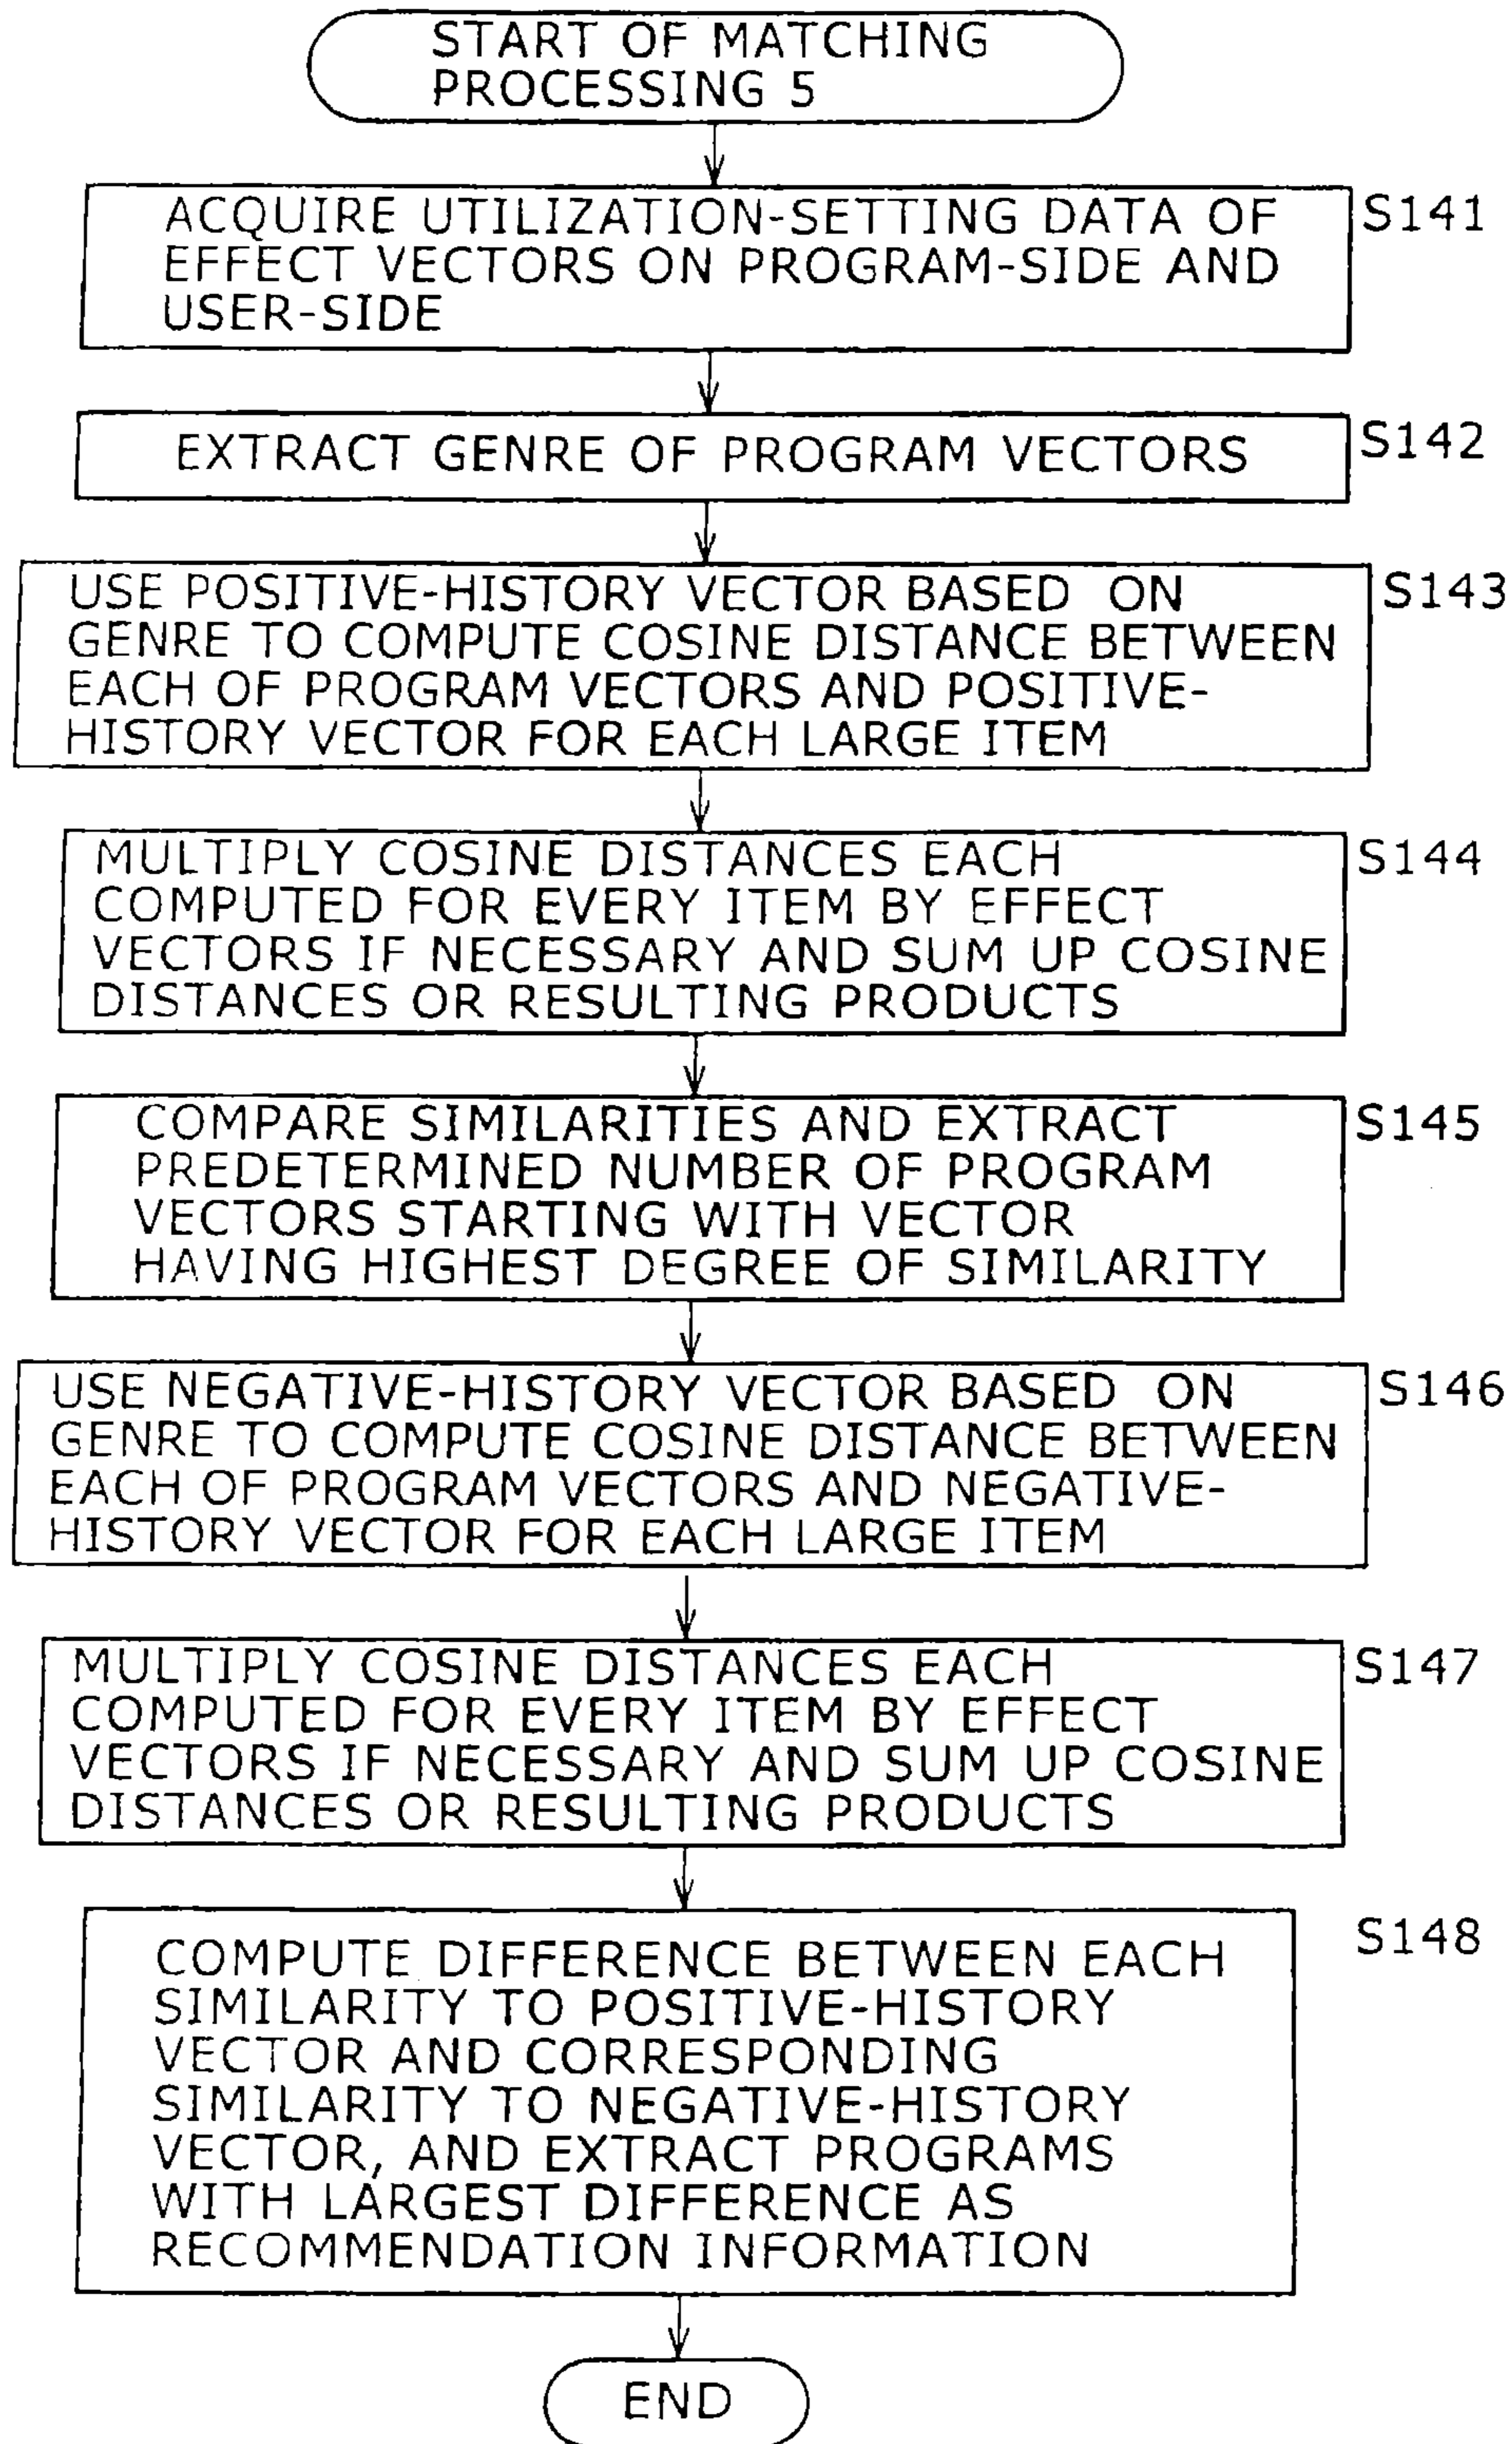 START OF MATCHING
PROCESSING 5
ACQUIRE UTILIZATION-SETTING DATA OF
EFFECT VECTORS ON PROGRAM-SIDE AND
USER-SIDE
S141
EXTRACT GENRE OF PROGRAM VECTORS
S142
USE POSITIVE-HISTORY VECTOR BASED ON
GENRE TO COMPUTE COSINE DISTANCE BETWEEN
EACH OF PROGRAM VECTORS AND POSITIVE-
HISTORY VECTOR FOR EACH LARGE ITEM
S143
MULTIPLY COSINE DISTANCES EACH
COMPUTED FOR EVERY ITEM BY EFFECT
VECTORS IF NECESSARY AND SUM UP COSINE
DISTANCES OR RESULTING PRODUCTS
S144
COMPARE SIMILARITIES AND EXTRACT
PREDETERMINED NUMBER OF PROGRAM
VECTORS STARTING WITH VECTOR
HAVING HIGHEST DEGREE OF SIMILARITY
S145
USE NEGATIVE-HISTORY VECTOR BASED ON
GENRE TO COMPUTE COSINE DISTANCE BETWEEN
EACH OF PROGRAM VECTORS AND NEGATIVE-
HISTORY VECTOR FOR EACH LARGE ITEM
S146
MULTIPLY COSINE DISTANCES EACH
COMPUTED FOR EVERY ITEM BY EFFECT
VECTORS IF NECESSARY AND SUM UP COSINE
DISTANCES OR RESULTING PRODUCTS
S147
COMPUTE DIFFERENCE BETWEEN EACH
SIMILARITY TO POSITIVE-HISTORY
VECTOR AND CORRESPONDING
SIMILARITY TO NEGATIVE-HISTORY
VECTOR, AND EXTRACT PROGRAMS
WITH LARGEST DIFFERENCE AS
RECOMMENDATION INFORMATION
S148
END